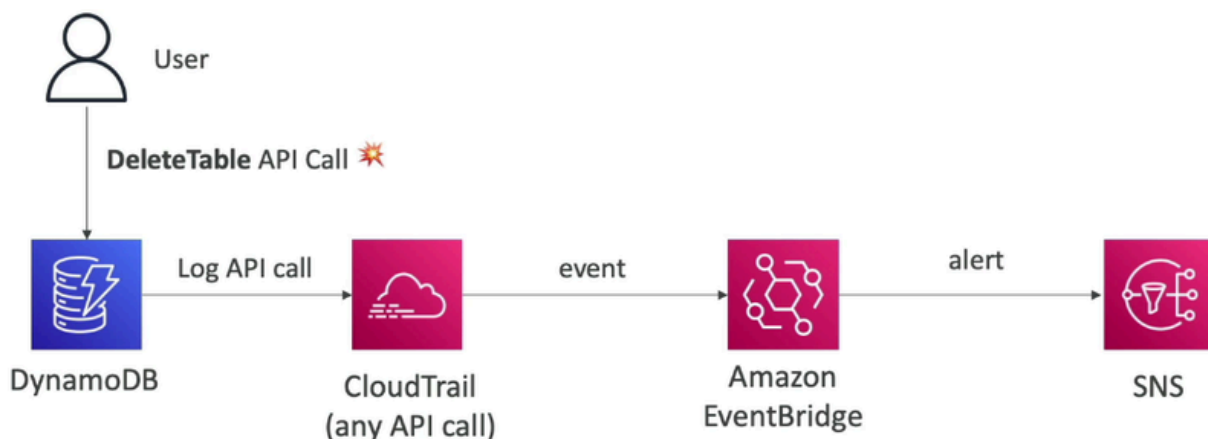 User
DeleteTable API Call 💥
Log API call
event
alert
DynamoDB
CloudTrail
(any API call)
Amazon
EventBridge
SNS